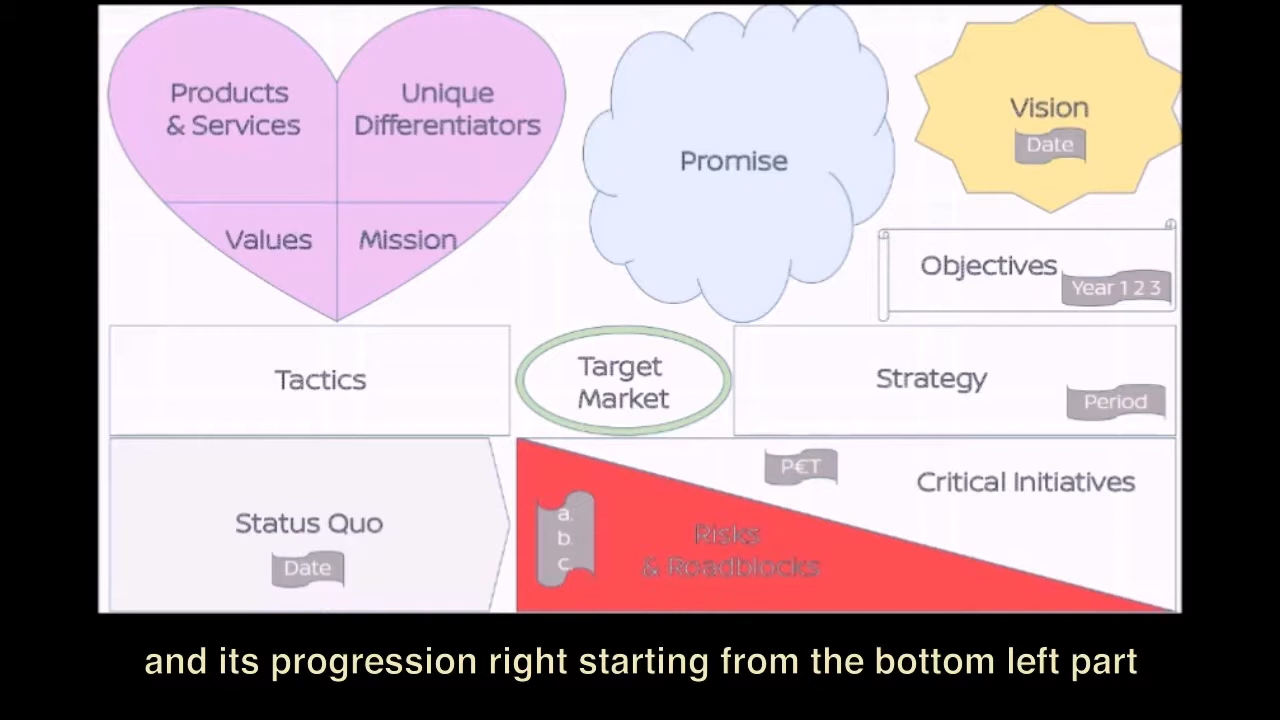 Products
& Services
Unique
Differentiators
Values
Mission
Promise
Vision
Date
Objectives
Year 1 2 3
Tactics
Target
Market
Strategy
Period
Status Quo
Date
P€T
Critical Initiatives
a.
b.
c.
Risks
& Roadblocks
and its progression right starting from the bottom left part